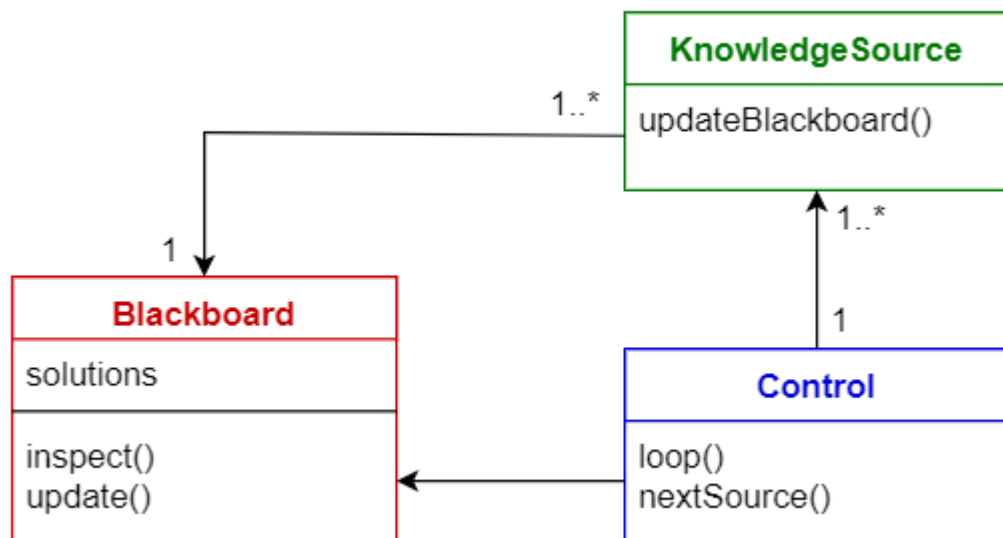 KnowledgeSource
updateBlackboard()
1..*
1..*
1
1
Blackboard
solutions
inspect()
update()
Control
loop()
nextSource()